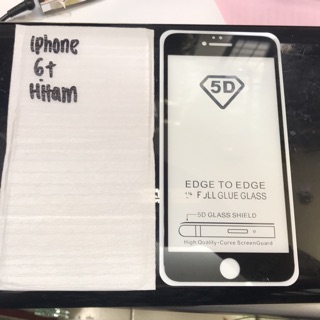 iphone
6+
Hitam
5D
EDGE TO EDGE
FULL GLUE GLASS
5D GLASS SHIELD
High Quality-Curve ScreenGuard